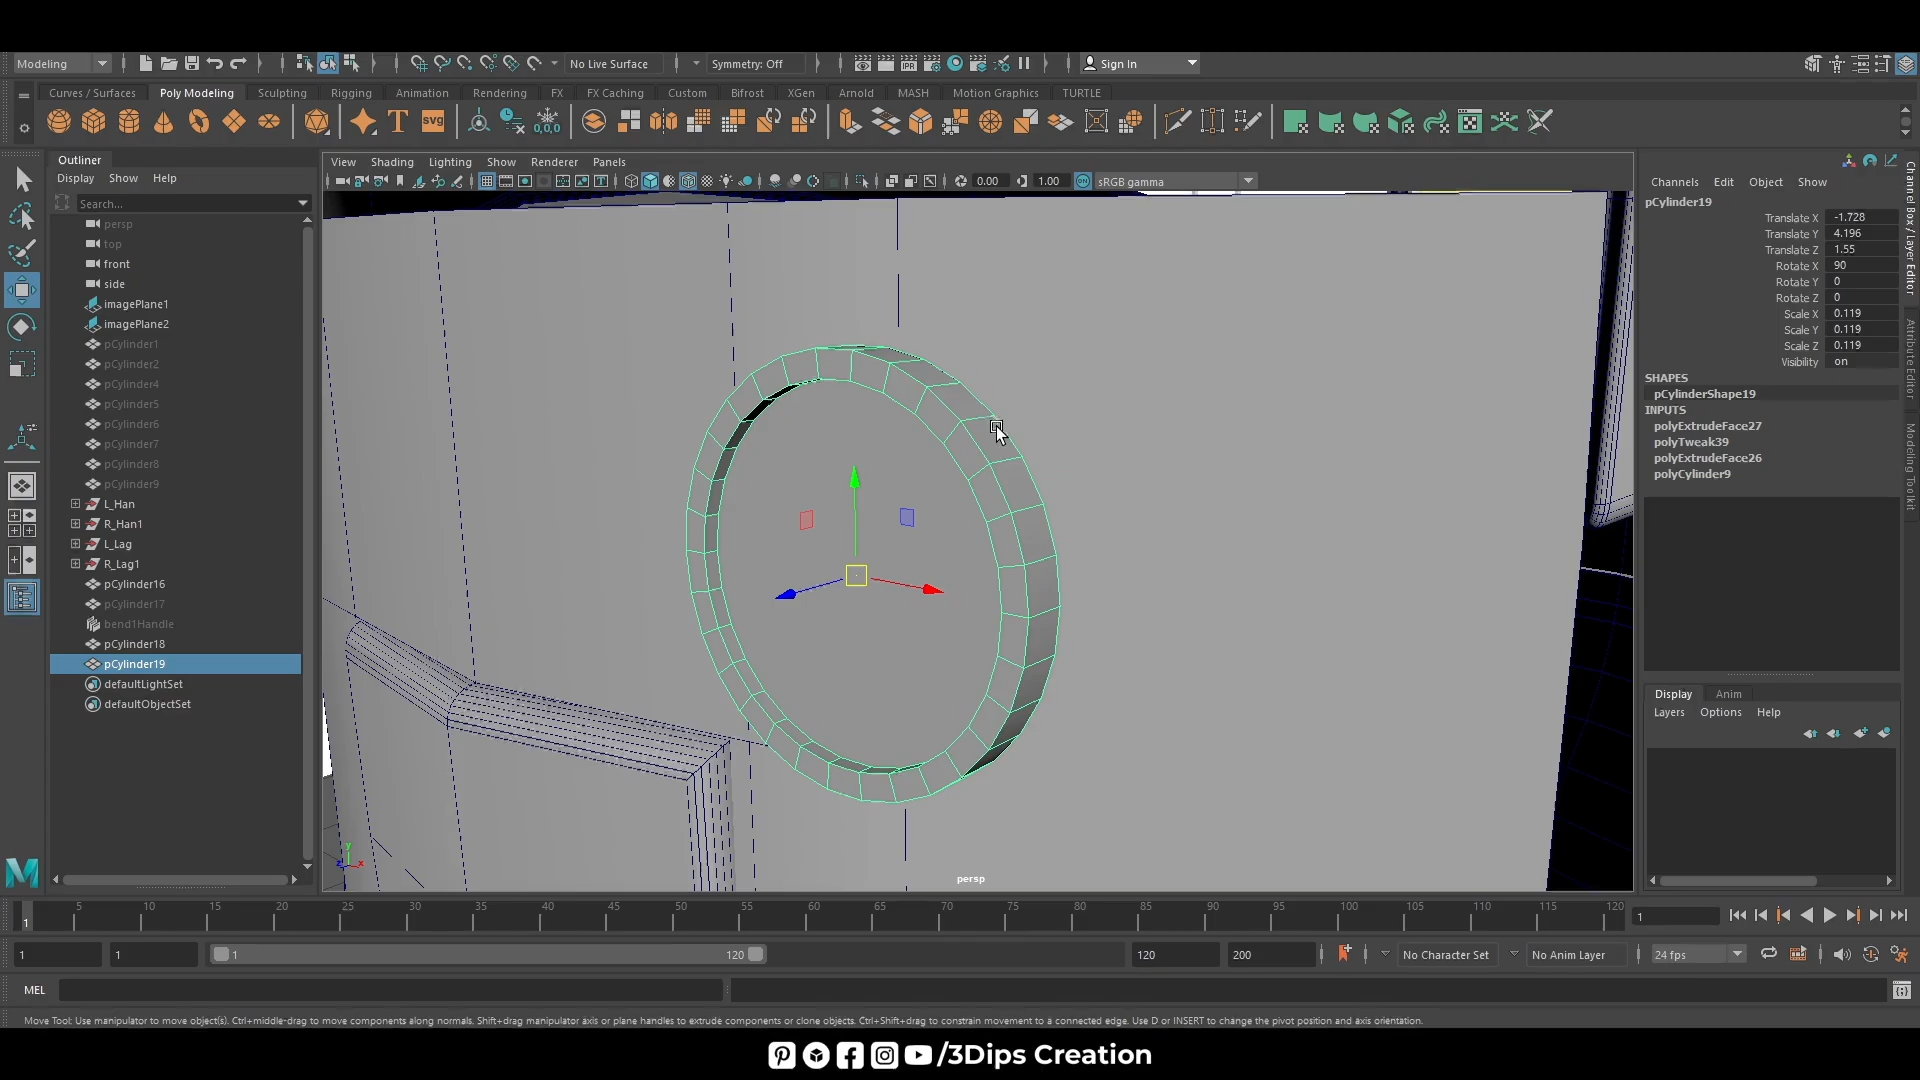 Modeling
No Live Surface
Symmetry: Off
Sign In
Curves / Surfaces
Poly Modeling
Sculpting
Rigging
Animation
Rendering
FX
FX Caching
Custom
Bifrost
XGen
Arnold
MASH
Motion Graphics
TURTLE
T
SVG
0,0,0
Outliner
Display
Show
Help
Search...
persp
top
front
side
imagePlane1
imagePlane2
pCylinder1
pCylinder2
pCylinder4
pCylinder5
pCylinder6
pCylinder7
pCylinder8
pCylinder9
L_Han
R_Han1
L_Lag
R_Lag1
pCylinder16
pCylinder17
bend1Handle
pCylinder18
pCylinder19
defaultLightSet
defaultObjectSet
View
Shading
Lighting
Show
Renderer
Panels
0.00
1.00
sRGB gamma
persp
Channels
Edit
Object
Show
pCylinder19
Translate X -1.728
Translate Y 4.196
Translate Z 1.55
Rotate X 90
Rotate Y 0
Rotate Z 0
Scale X 0.119
Scale Y 0.119
Scale Z 0.119
Visibility on
SHAPES
pCylinderShape19
INPUTS
polyExtrudeFace27
polyTweak39
polyExtrudeFace26
polyCylinder9
Display
Anim
Layers
Options
Help
Channel Box / Layer Editor
Attribute Editor
Modeling Toolkit
5 10 15 20 25 30 35 40 45 50 55 60 65 70 75 80 85 90 95 100 105 110 115 120
1
1
1
1
1
120
120
200
No Character Set
No Anim Layer
24 fps
MEL
Move Tool: Use manipulator to move object(s). Ctrl+middle-drag to move components along normals. Shift+drag manipulator axis or plane handles to extrude components or clone objects. Ctrl+Shift+drag to constrain movement to a connected edge. Use D or INSERT to change the pivot position and axis orientation.
/3Dips Creation